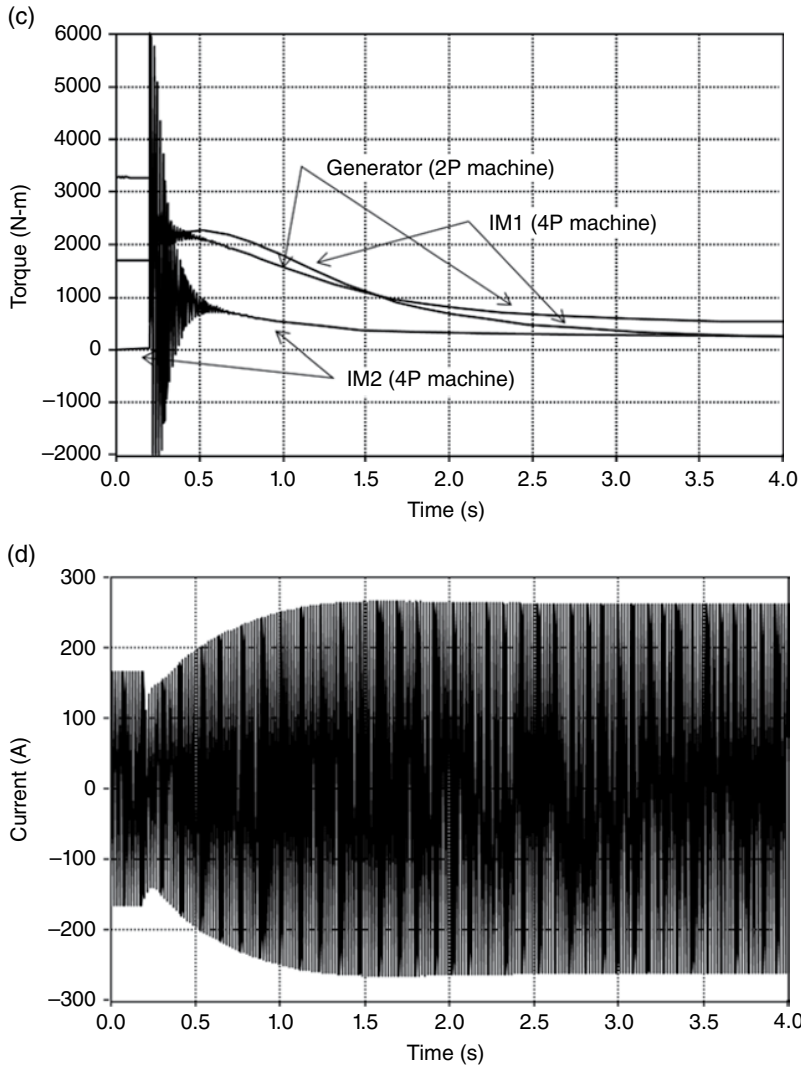 (c)
6000
5000
4000
3000
2000
1000
0
−1000
−2000
Torque (N-m)
Generator (2P machine)
IM1 (4P machine)
IM2 (4P machine)
0.0 0.5 1.0 1.5 2.0 2.5 3.0 3.5 4.0
Time (s)
(d)
300
200
100
0
−100
−200
−300
Current (A)
0.0 0.5 1.0 1.5 2.0 2.5 3.0 3.5 4.0
Time (s)